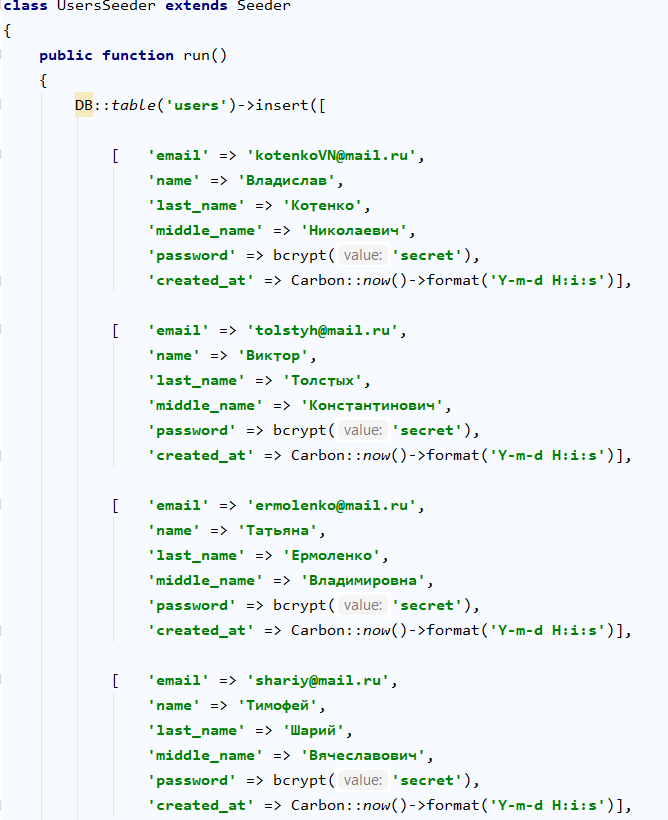 class UsersSeeder extends Seeder
{
public function run()
{
DB::table('users')->insert([
[ 'email' => 'kotenkoVN@mail.ru',
'name' => 'Владислав',
'last_name' => 'Котенко',
'middle_name' => 'Николаевич',
'password' => bcrypt( value: 'secret'),
'created_at' => Carbon::now()->format('Y-m-d H:i:s')],
[ 'email' => 'tolstyh@mail.ru',
'name' => 'Виктор',
'last_name' => 'Толстых',
'middle_name' => 'Константинович',
'password' => bcrypt( value: 'secret'),
'created_at' => Carbon::now()->format('Y-m-d H:i:s')],
[ 'email' => 'ermolenko@mail.ru',
'name' => 'Татьяна',
'last_name' => 'Ермоленко',
'middle_name' => 'Владимировна',
'password' => bcrypt( value: 'secret'),
'created_at' => Carbon::now()->format('Y-m-d H:i:s')],
[ 'email' => 'shariy@mail.ru',
'name' => 'Тимофей',
'last_name' => 'Шарий',
'middle_name' => 'Вячеславович',
'password' => bcrypt( value: 'secret'),
'created_at' => Carbon::now()->format('Y-m-d H:i:s')],